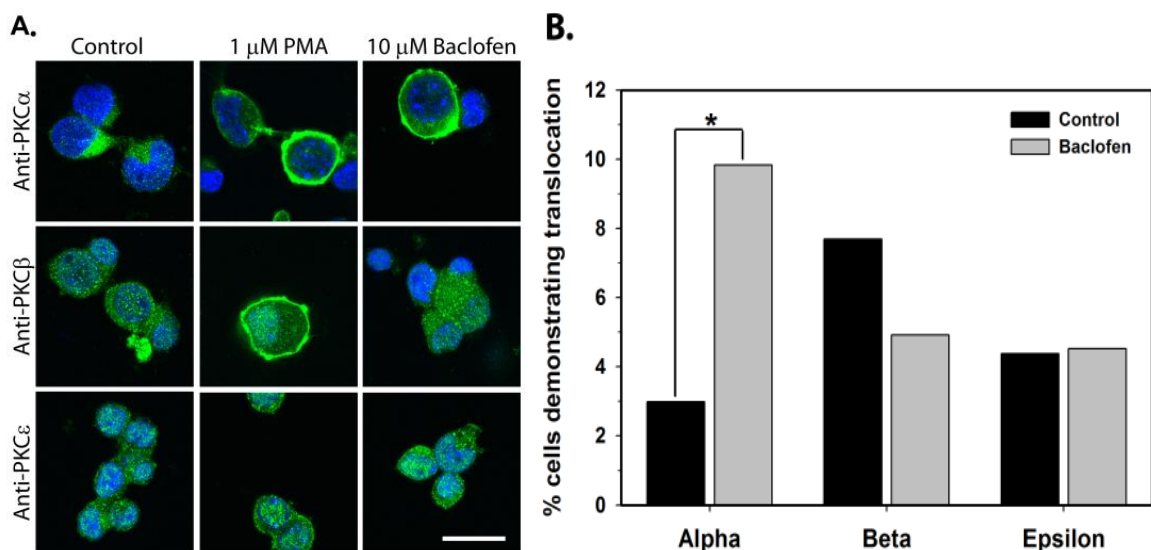 A.
Control
1 μM PMA
10 μM Baclofen
Anti-PKCα
Anti-PKCβ
Anti-PKCε
B.
% cells demonstrating translocation
12
10
8
6
4
2
0
*
Control
Baclofen
Alpha
Beta
Epsilon